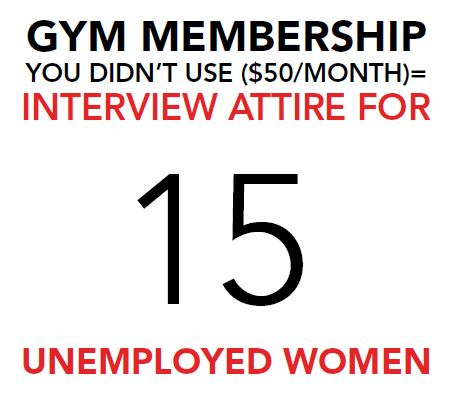 GYM MEMBERSHIP
YOU DIDN'T USE ($50/MONTH)=
INTERVIEW ATTIRE FOR
15
UNEMPLOYED WOMEN